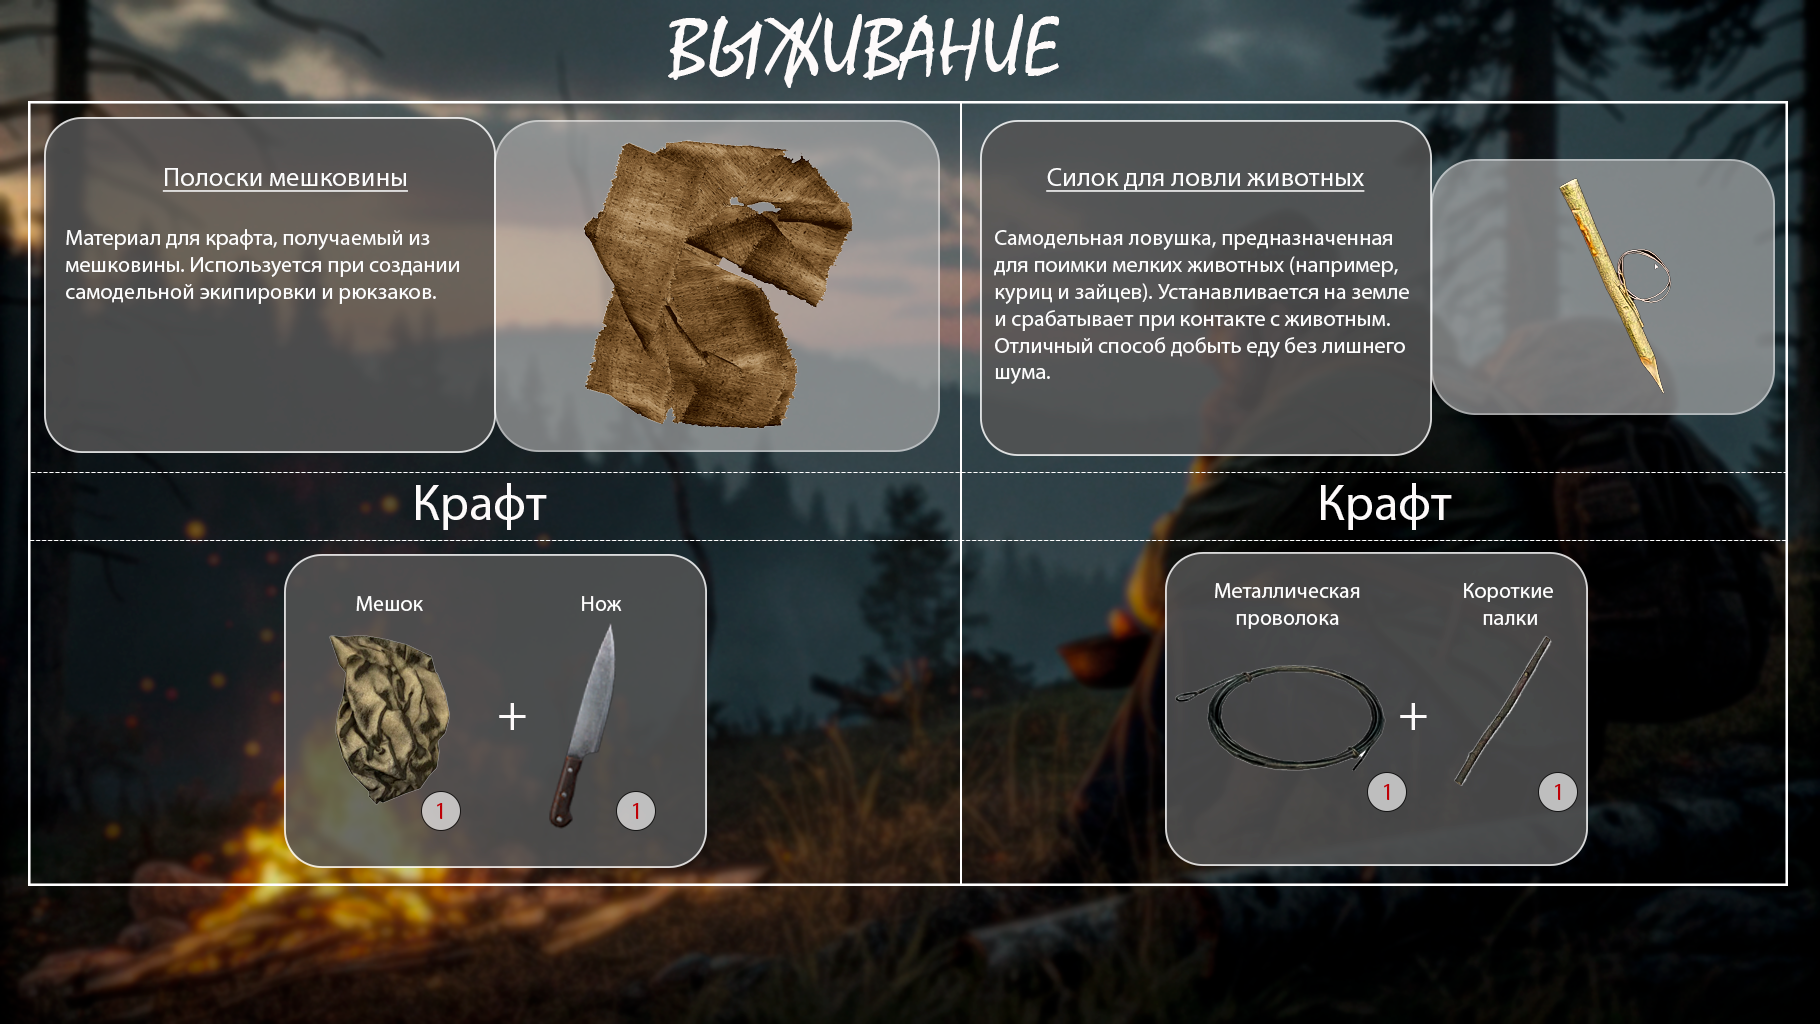 ВЫЖИВАНИЕ
Полоски мешковины
Материал для крафта, получаемый из
мешковины. Используется при создании
самодельной экипировки и рюкзаков.
Силок для ловли животных
Самодельная ловушка, предназначенная
для поимки мелких животных (например,
куриц и зайцев). Устанавливается на земле
и срабатывает при контакте с животным.
Отличный способ добыть еду без лишнего
шума.
Крафт
Крафт
Мешок
Нож
+
1
1
Металлическая
проволока
Короткие
палки
+
1
1